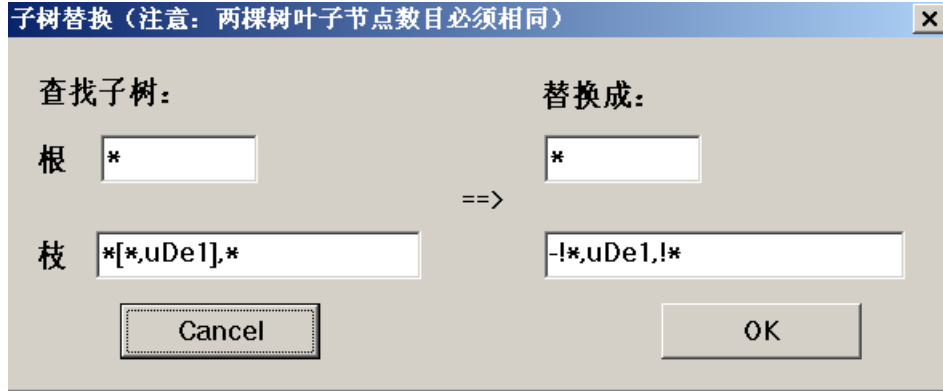 子树替换（注意：两棵树叶子节点数目必须相同）
查找子树： 替换成：
根 * *
==>
枝 *[*,uDe1],* -!*,uDe1,!*
Cancel OK